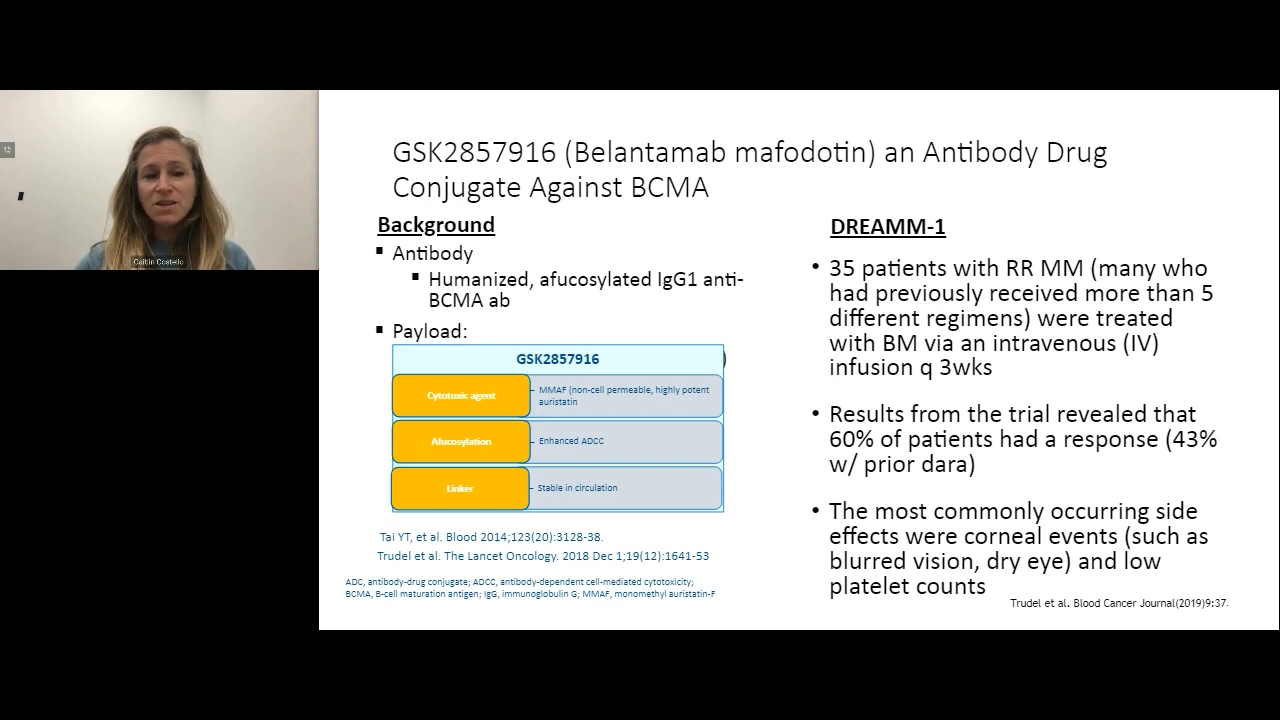 Caitlin Costello
GSK2857916 (Belantamab mafodotin) an Antibody Drug
Conjugate Against BCMA
Background
▪ Antibody
▪ Humanized, afucosylated IgG1 anti-
BCMA ab
▪ Payload:
GSK2857916
)
Cytotoxic agent
– MMAF (non-cell permeable, highly potent
auristatin
Afucosylation
– Enhanced ADCC
Linker
– Stable in circulation
Tai YT, et al. Blood 2014;123(20):3128-38.
Trudel et al. The Lancet Oncology. 2018 Dec 1;19(12):1641-53
ADC, antibody-drug conjugate; ADCC, antibody-dependent cell-mediated cytotoxicity;
BCMA, B-cell maturation antigen; IgG, immunoglobulin G; MMAF, monomethyl auristatin-F
DREAMM-1
• 35 patients with RR MM (many who
had previously received more than 5
different regimens) were treated
with BM via an intravenous (IV)
infusion q 3wks
• Results from the trial revealed that
60% of patients had a response (43%
w/ prior dara)
• The most commonly occurring side
effects were corneal events (such as
blurred vision, dry eye) and low
platelet counts
Trudel et al. Blood Cancer Journal(2019)9:37.